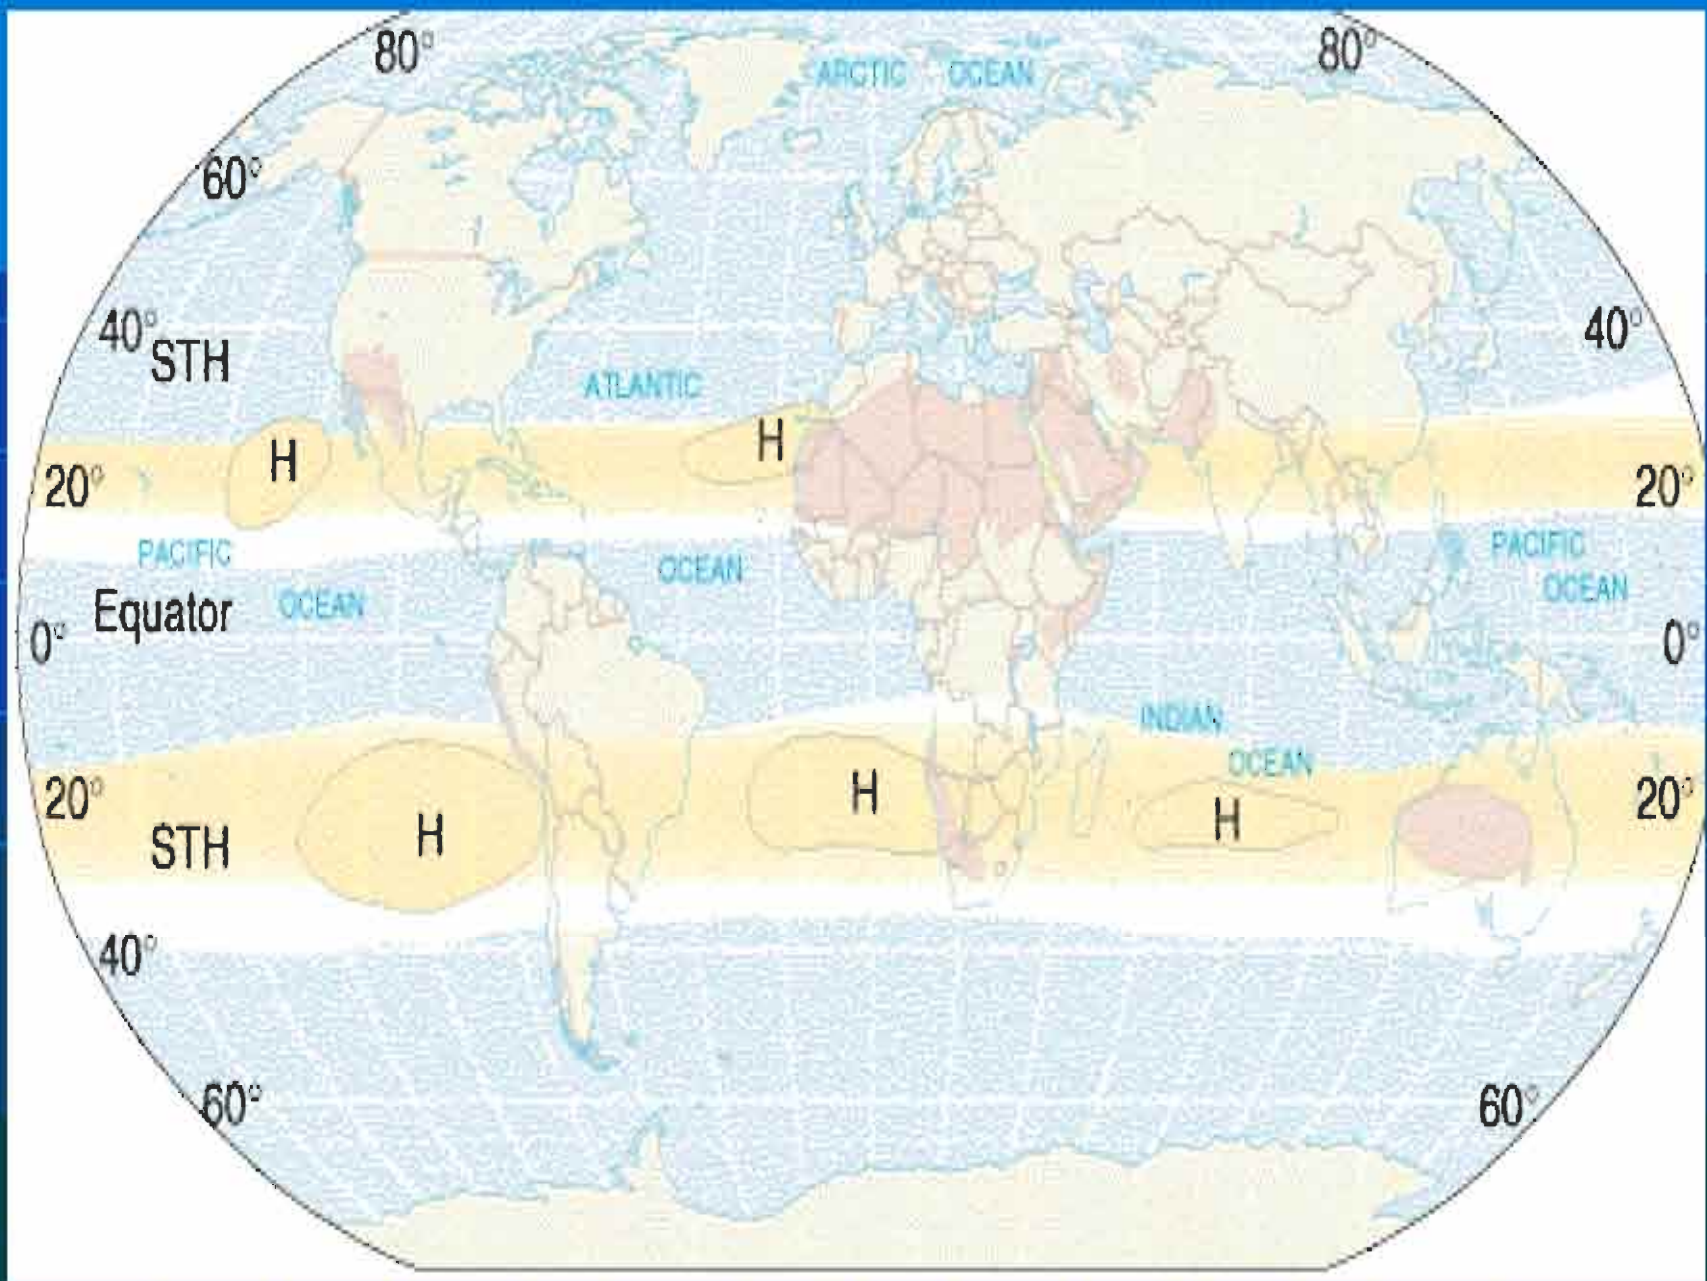 80° 80°
ARCTIC OCEAN
60°
40° 40°
STH
ATLANTIC
H H
20° 20°
PACIFIC PACIFIC
OCEAN
OCEAN
Equator OCEAN
0° 0°
INDIAN
OCEAN
20° H H 20°
STH H
40°
60° 60°